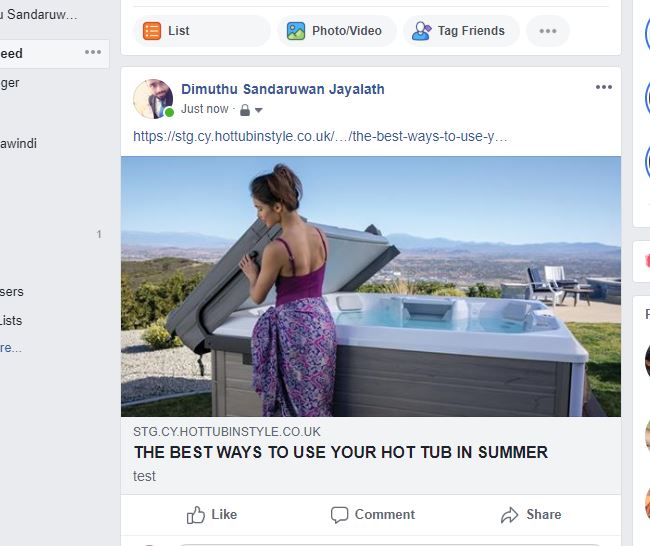 u Sandaruw...
eed
ger
awindi
1
sers
Lists
re...
List
Photo/Video
Tag Friends
Dimuthu Sandaruwan Jayalath
Just now ·
https://stg.cy.hottubinstyle.co.uk/.../the-best-ways-to-use-y...
STG.CY.HOTTUBINSTYLE.CO.UK
THE BEST WAYS TO USE YOUR HOT TUB IN SUMMER
test
Like
Comment
Share